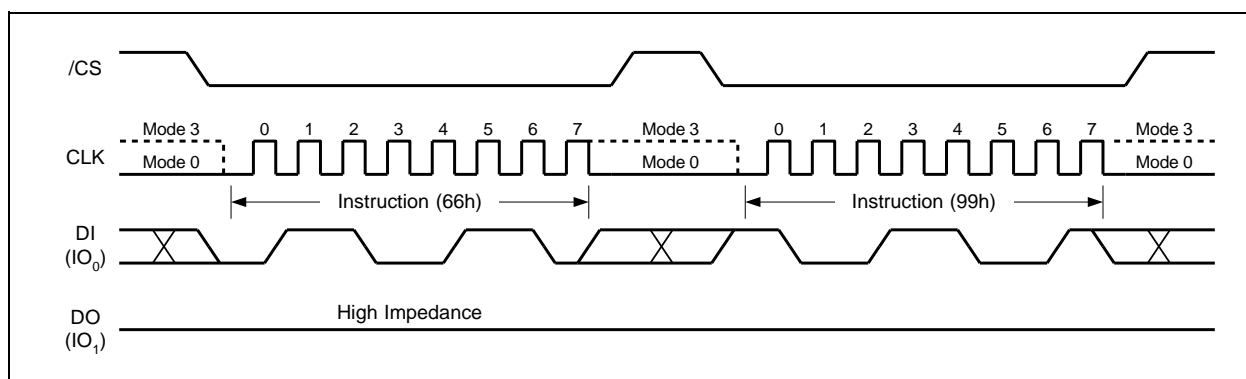 /CS
Mode 3 0 1 2 3 4 5 6 7 Mode 3 0 1 2 3 4 5 6 7 Mode 3
CLK Mode 0 Mode 0 Mode 0
Instruction (66h) Instruction (99h)
DI
(IO0)
High Impedance
DO
(IO1)